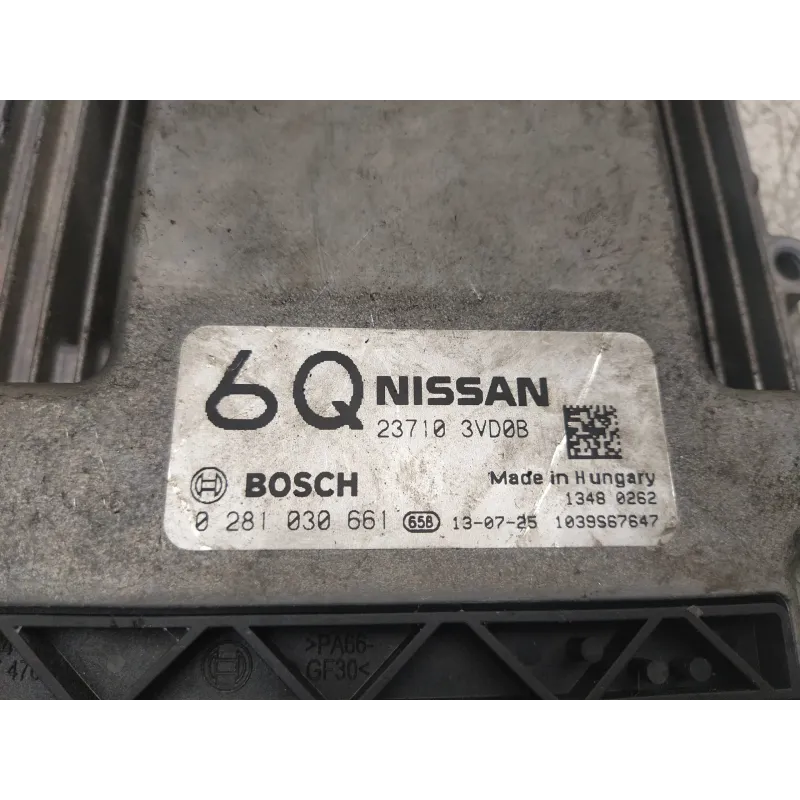 6Q NISSAN
23710 3VD0B
BOSCH
Made in Hungary
1348 0262
0 281 030 661 65B 13-07-25 1039S67647
>PA66-
GF30<